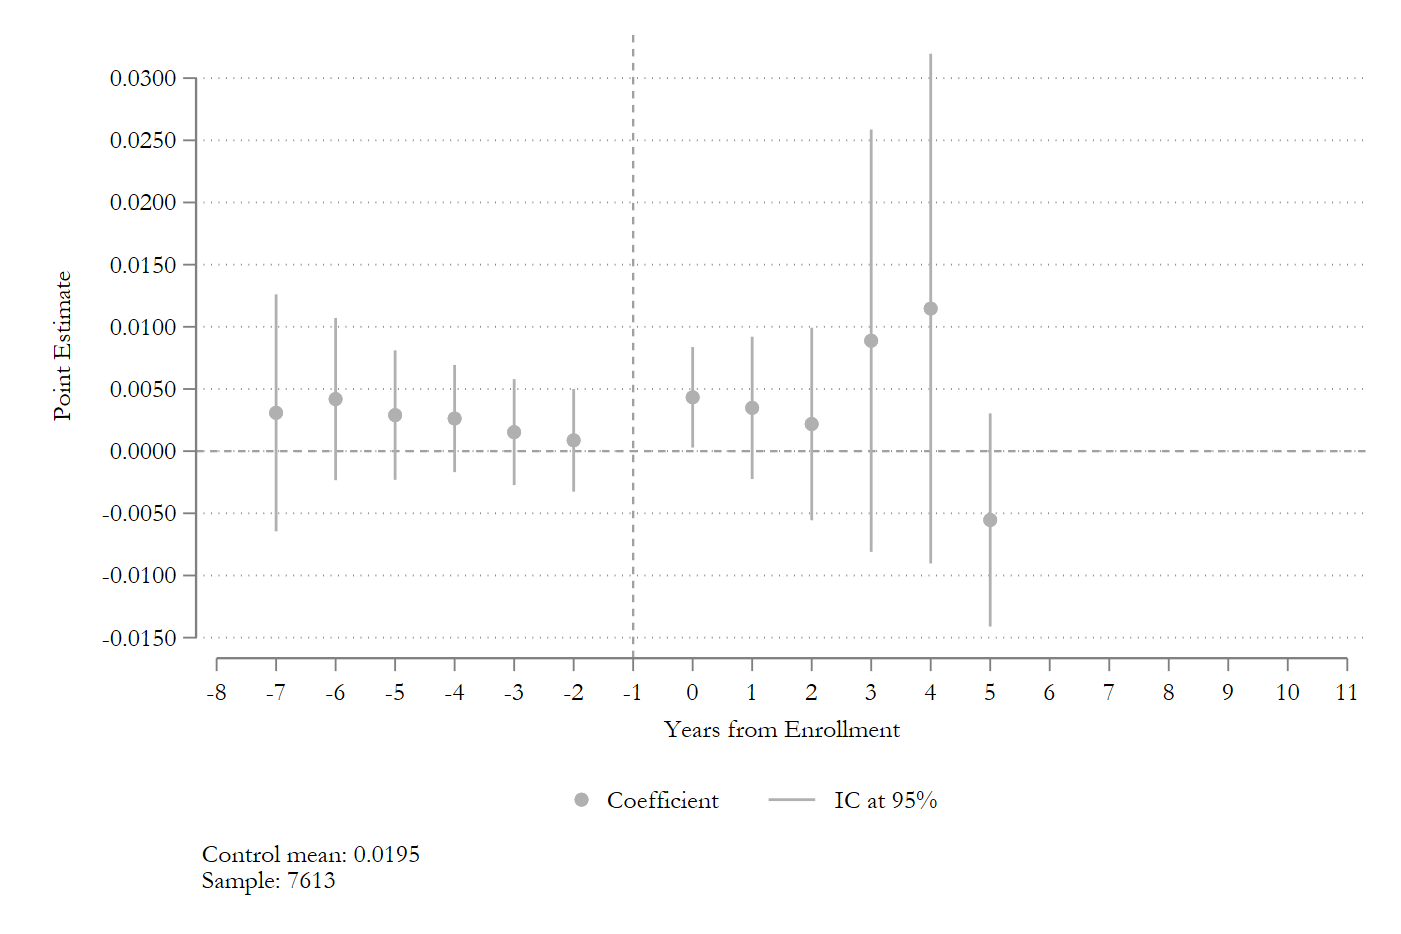 0.0300
0.0250
0.0200
0.0150
0.0100
0.0050
0.0000
-0.0050
-0.0100
-0.0150
Point Estimate
-8 -7 -6 -5 -4 -3 -2 -1 0 1 2 3 4 5 6 7 8 9 10 11
Years from Enrollment
Coefficient IC at 95%
Control mean: 0.0195
Sample: 7613